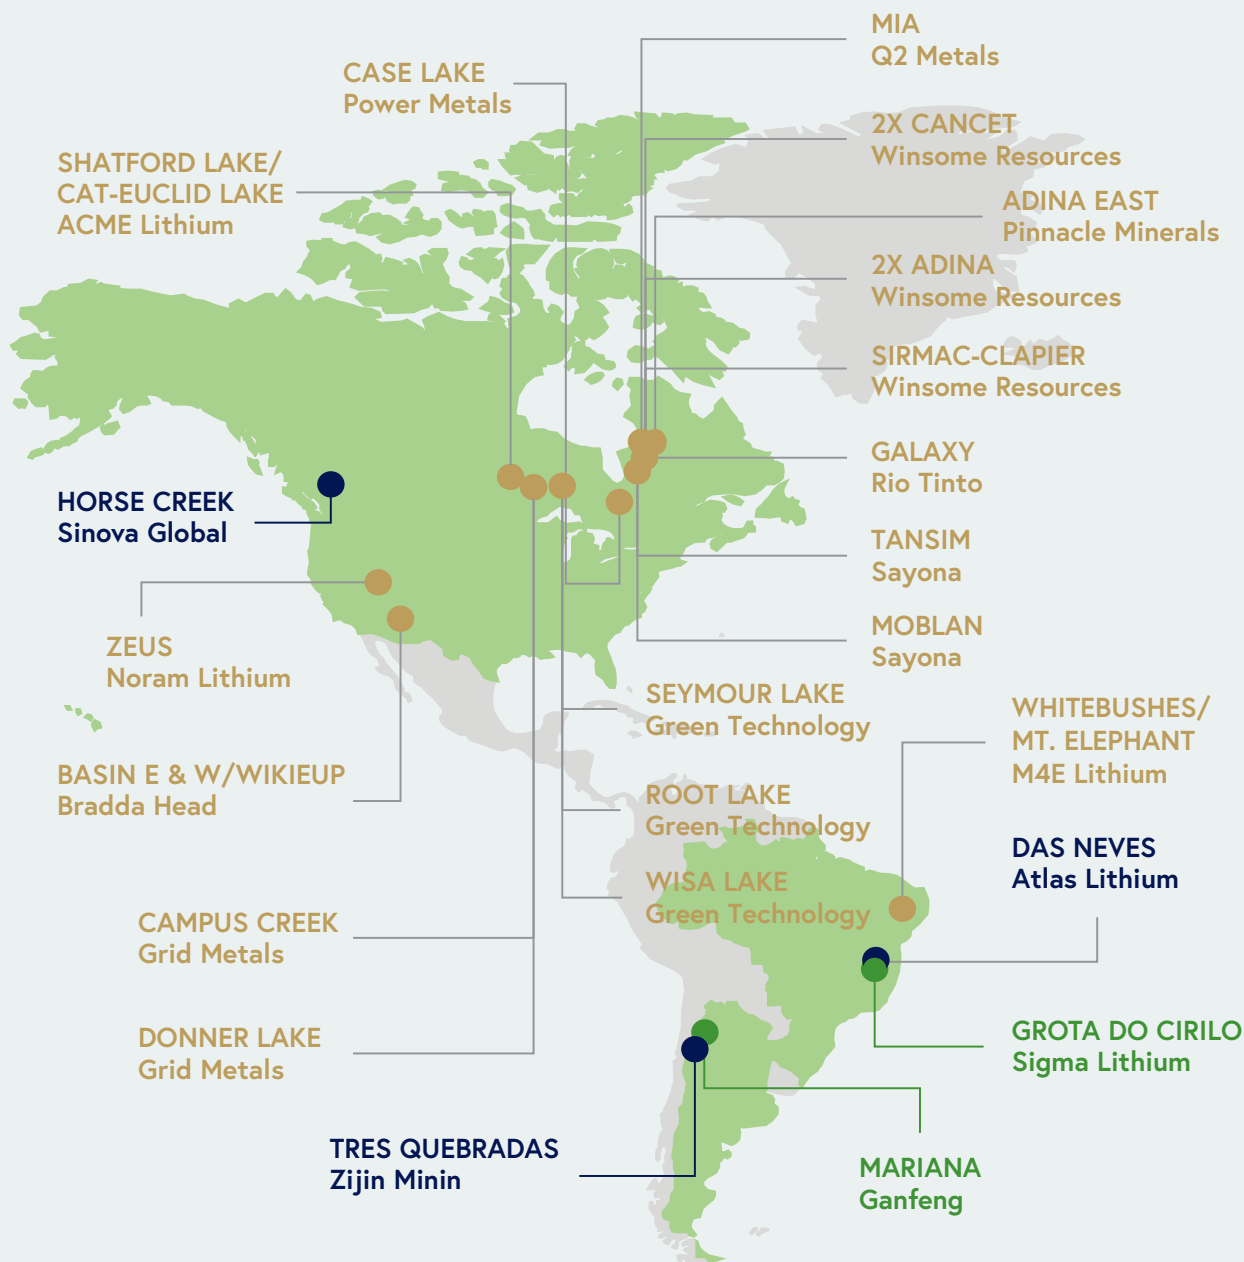 MIA
Q2 Metals
CASE LAKE
Power Metals
2X CANCET
Winsome Resources
SHATFORD LAKE/
CAT-EUCLID LAKE
ACME Lithium
ADINA EAST
Pinnacle Minerals
2X ADINA
Winsome Resources
SIRMAC-CLAPIER
Winsome Resources
GALAXY
Rio Tinto
HORSE CREEK
Sinova Global
TANSIM
Sayona
MOBLAN
Sayona
ZEUS
Noram Lithium
SEYMOUR LAKE
Green Technology
WHITEBUSHES/
MT. ELEPHANT
M4E Lithium
BASIN E & W/WIKIEUP
Bradda Head
ROOT LAKE
Green Technology
DAS NEVES
Atlas Lithium
WISA LAKE
Green Technology
CAMPUS CREEK
Grid Metals
DONNER LAKE
Grid Metals
GROTA DO CIRILO
Sigma Lithium
TRES QUEBRADAS
Zijin Minin
MARIANA
Ganfeng